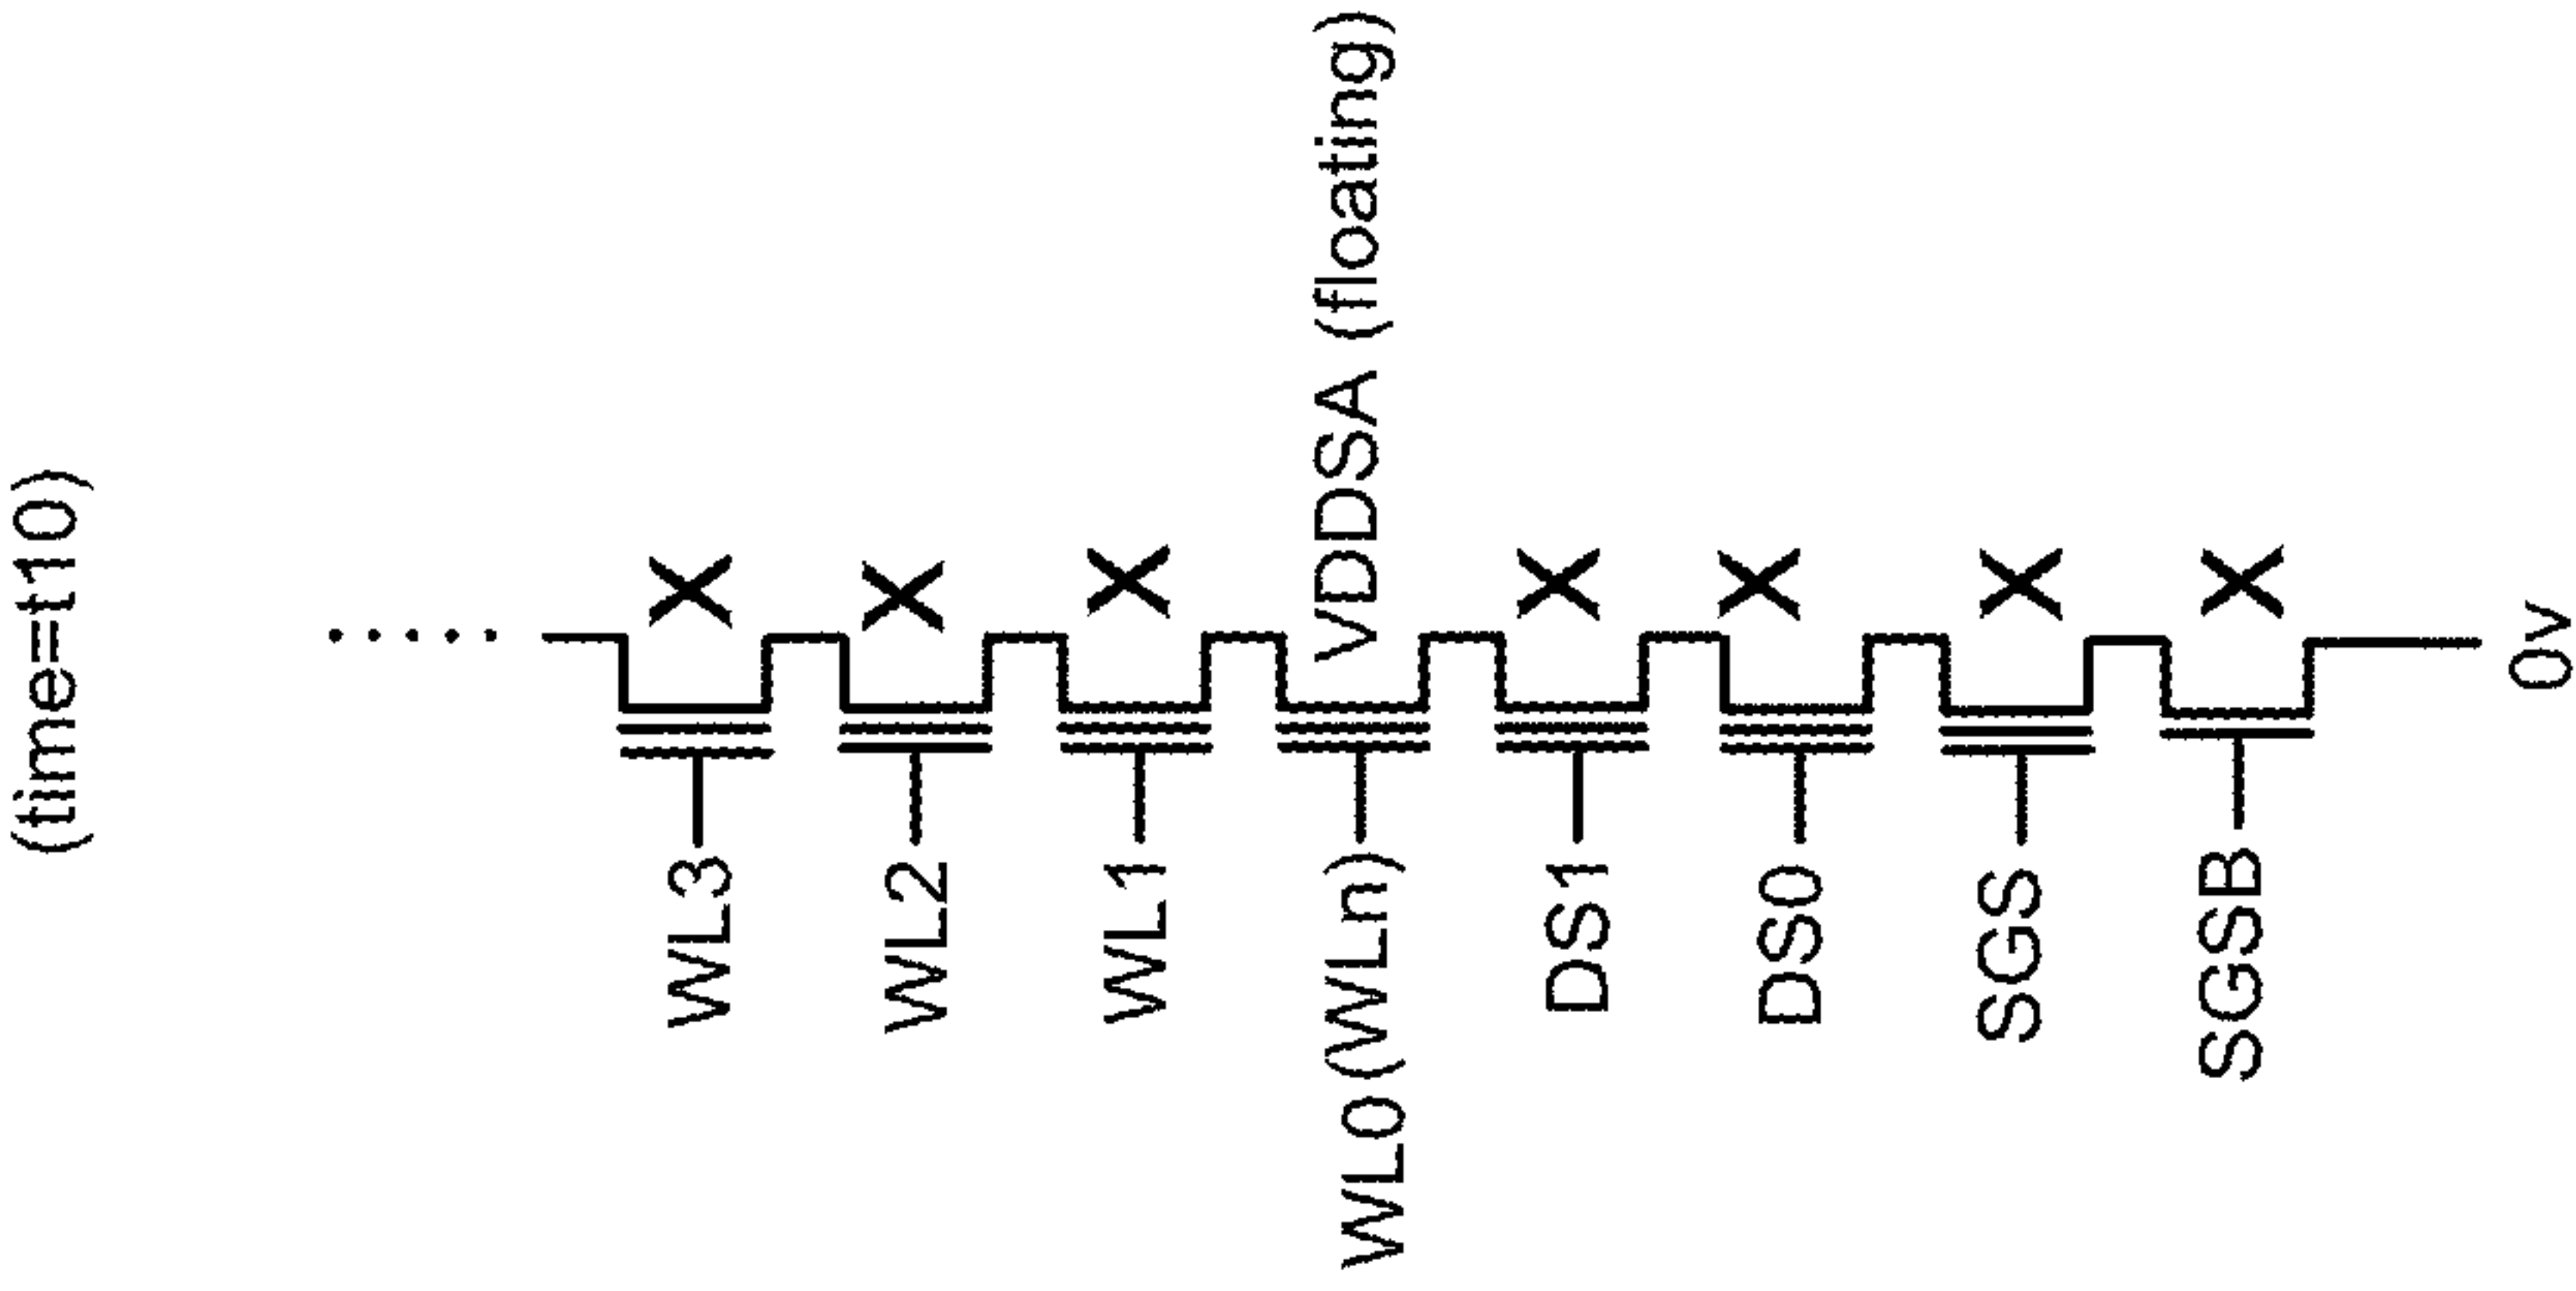 (time=t10)
WL3 X
WL2 X
WL1 X
WL0 (WLn) VDDSA (floating)
DS1 X
DS0 X
SGS X
SGSB X
0v